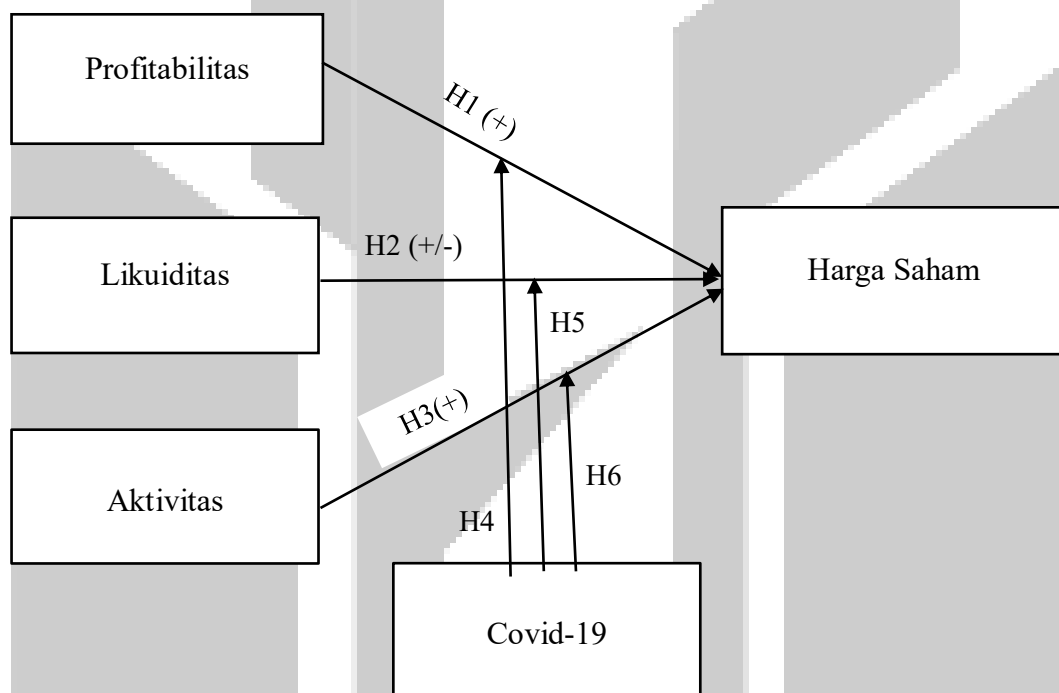 Profitabilitas
H1 (+)
H2 (+/-)
Likuiditas
Harga Saham
H5
H3(+)
Aktivitas
H6
H4
Covid-19